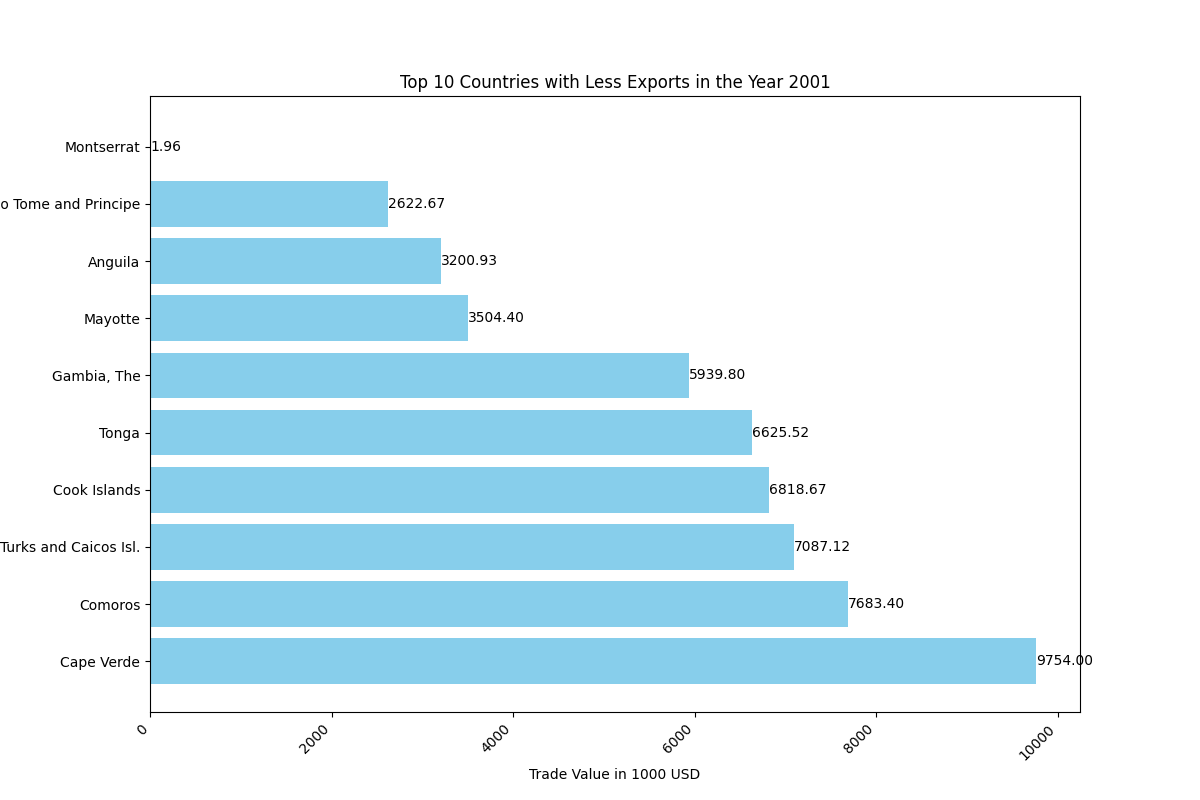 Top 10 Countries with Less Exports in the Year 2001
Montserrat 1.96
o Tome and Principe 2622.67
Anguila 3200.93
Mayotte 3504.40
Gambia, The 5939.80
Tonga 6625.52
Cook Islands 6818.67
Turks and Caicos Isl. 7087.12
Comoros 7683.40
Cape Verde 9754.00
0 2000 4000 6000 8000 10000
Trade Value in 1000 USD